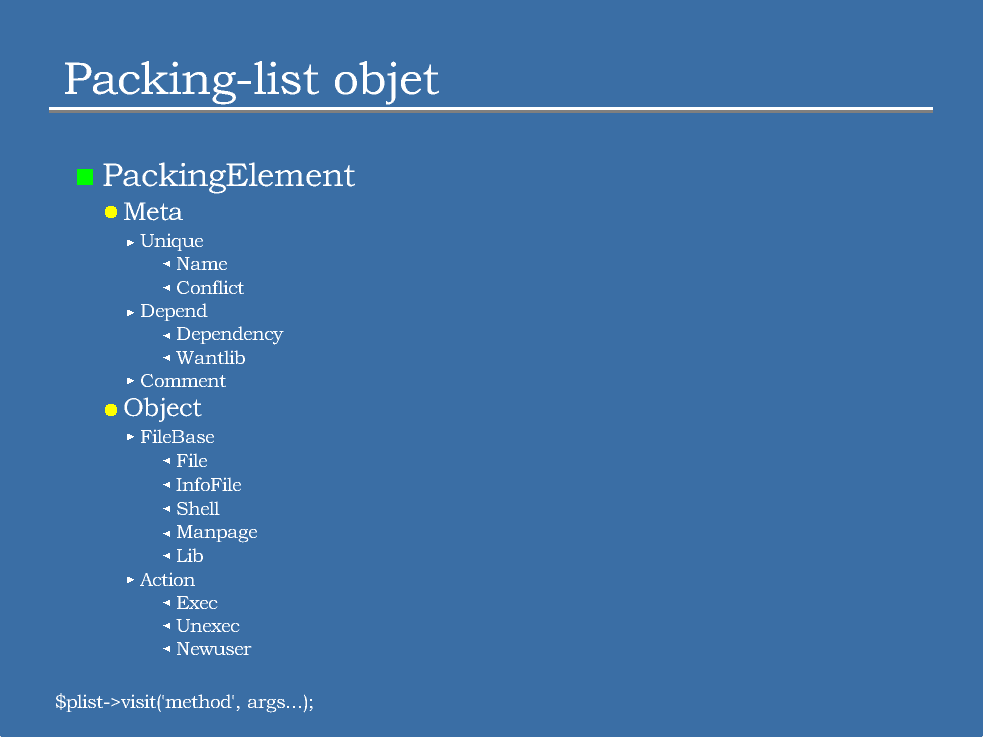 Packing-list objet
PackingElement
Meta
Unique
Name
Conflict
Depend
Dependency
Wantlib
Comment
Object
FileBase
File
InfoFile
Shell
Manpage
Lib
Action
Exec
Unexec
Newuser
$plist->visit('method', args...);